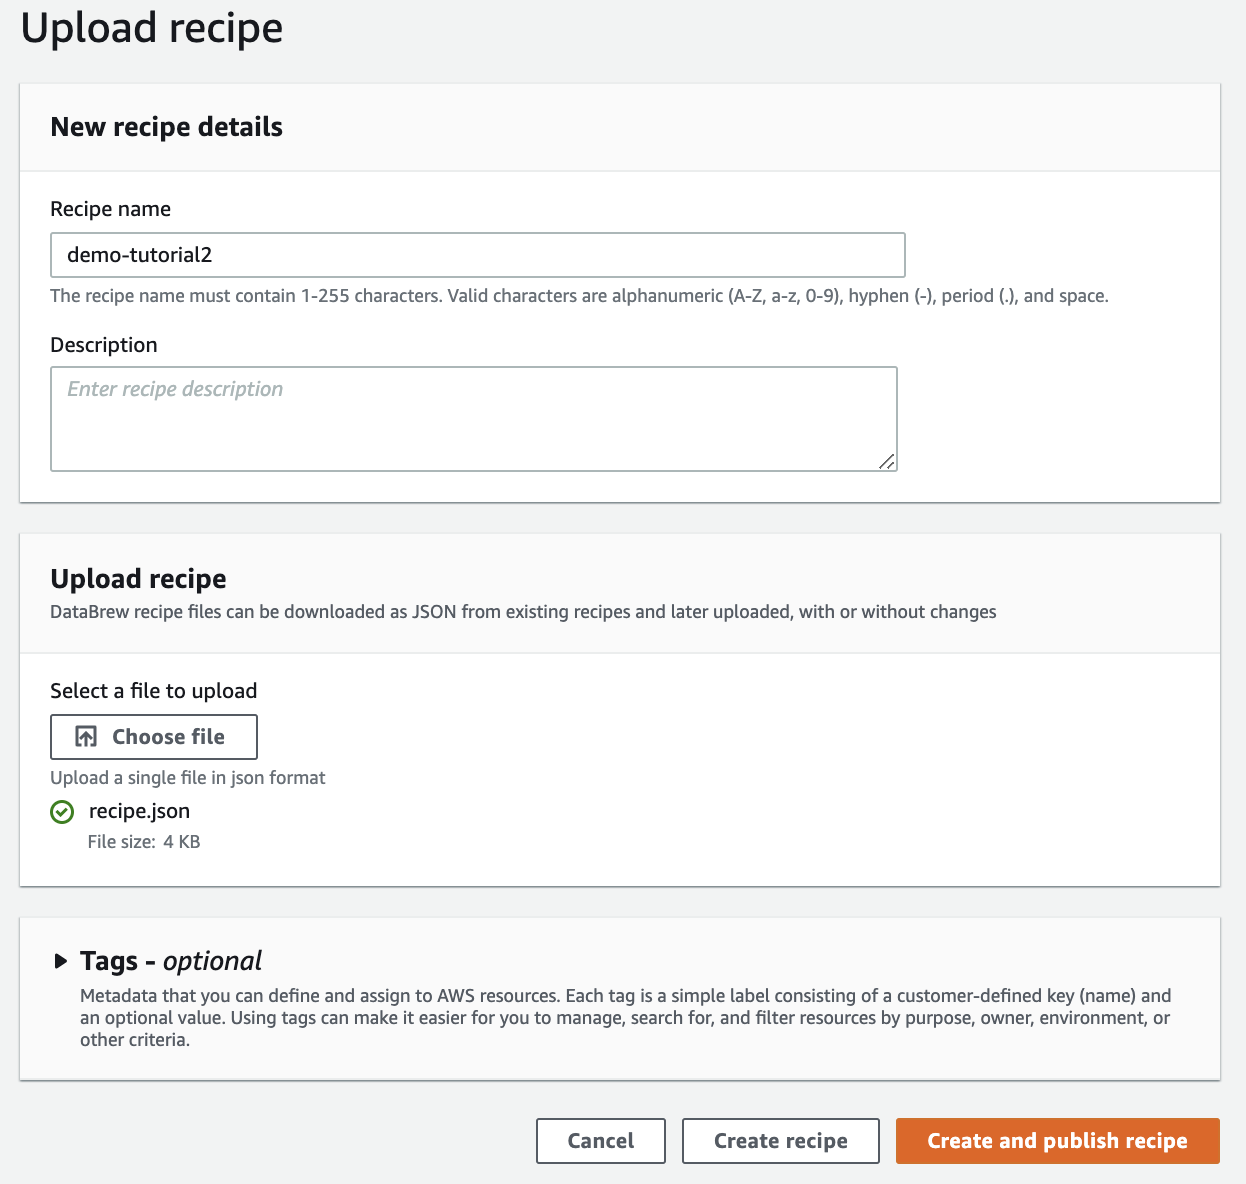 Upload recipe
New recipe details
Recipe name
demo-tutorial2
The recipe name must contain 1-255 characters. Valid characters are alphanumeric (A-Z, a-z, 0-9), hyphen (-), period (.), and space.
Description
Enter recipe description
Upload recipe
DataBrew recipe files can be downloaded as JSON from existing recipes and later uploaded, with or without changes
Select a file to upload
Choose file
Upload a single file in json format
recipe.json
File size: 4 KB
Tags - optional
Metadata that you can define and assign to AWS resources. Each tag is a simple label consisting of a customer-defined key (name) and
an optional value. Using tags can make it easier for you to manage, search for, and filter resources by purpose, owner, environment, or
other criteria.
Cancel Create recipe Create and publish recipe